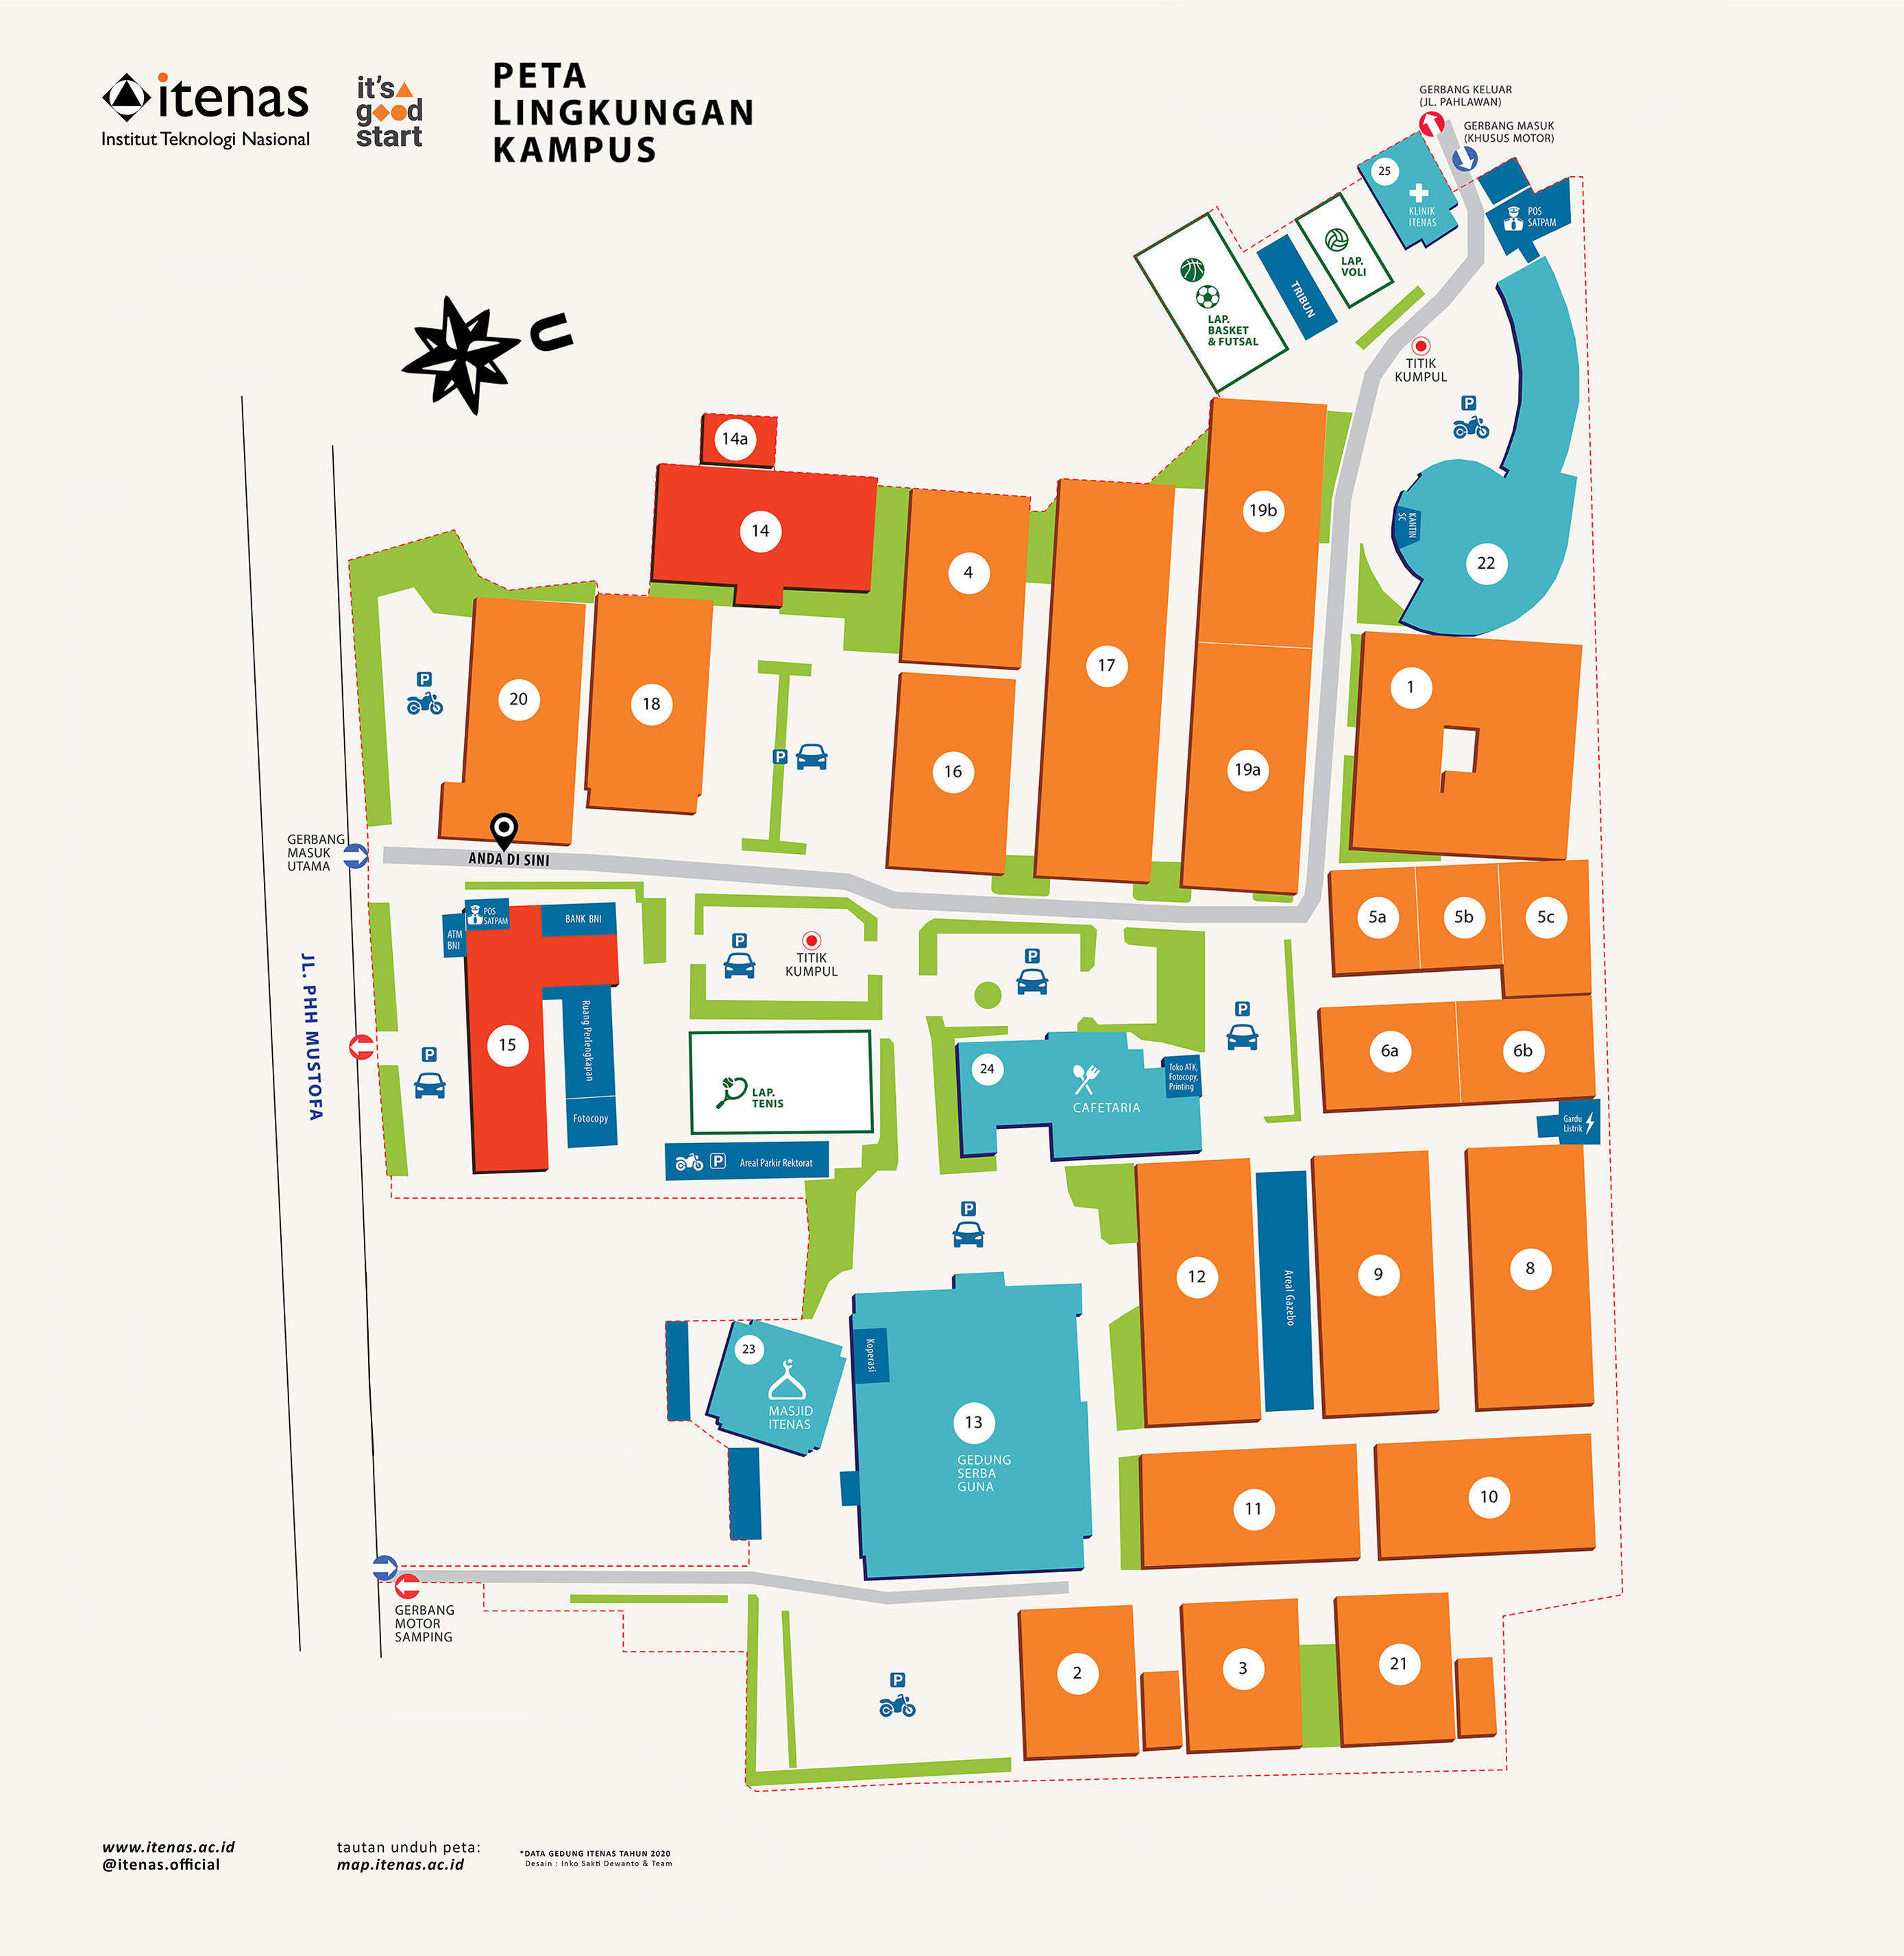 itenas
Institut Teknologi Nasional
it's
good
start
PETA
LINGKUNGAN
KAMPUS
GERBANG KELUAR
(JL. PAHLAWAN)
GERBANG MASUK
(KHUSUS MOTOR)
25
KLINIK
ITENAS
POS
SATPAM
LAP.
VOLI
TRIBUN
LAP.
BASKET
& FUTSAL
U
TITIK
KUMPUL
P
14a
14
4
19b
KANTIN
SC
22
17
1
P
20
18
P
16
19a
GERBANG
MASUK
UTAMA
ANDA DI SINI
POS
SATPAM
BANK BNI
ATM
BNI
5a
5b
5c
P
TITIK
KUMPUL
P
P
JL. PHH MUSTOFA
P
15
Ruang Perlengkapan
Fotocopy
LAP.
TENIS
24
CAFETARIA
Toko ATK,
Fotocopy,
Printing
6a
6b
Gardu
Listrik
P
Areal Parkir Rektorat
P
12
Areal Gazebo
9
8
23
MASJID
ITENAS
Koperasi
13
GEDUNG
SERBA
GUNA
11
10
GERBANG
MOTOR
SAMPING
P
2
3
21
www.itenas.ac.id
@itenas.official
tautan unduh peta:
map.itenas.ac.id
*DATA GEDUNG ITENAS TAHUN 2020
Desain : Inko Sakti Dewanto & Team